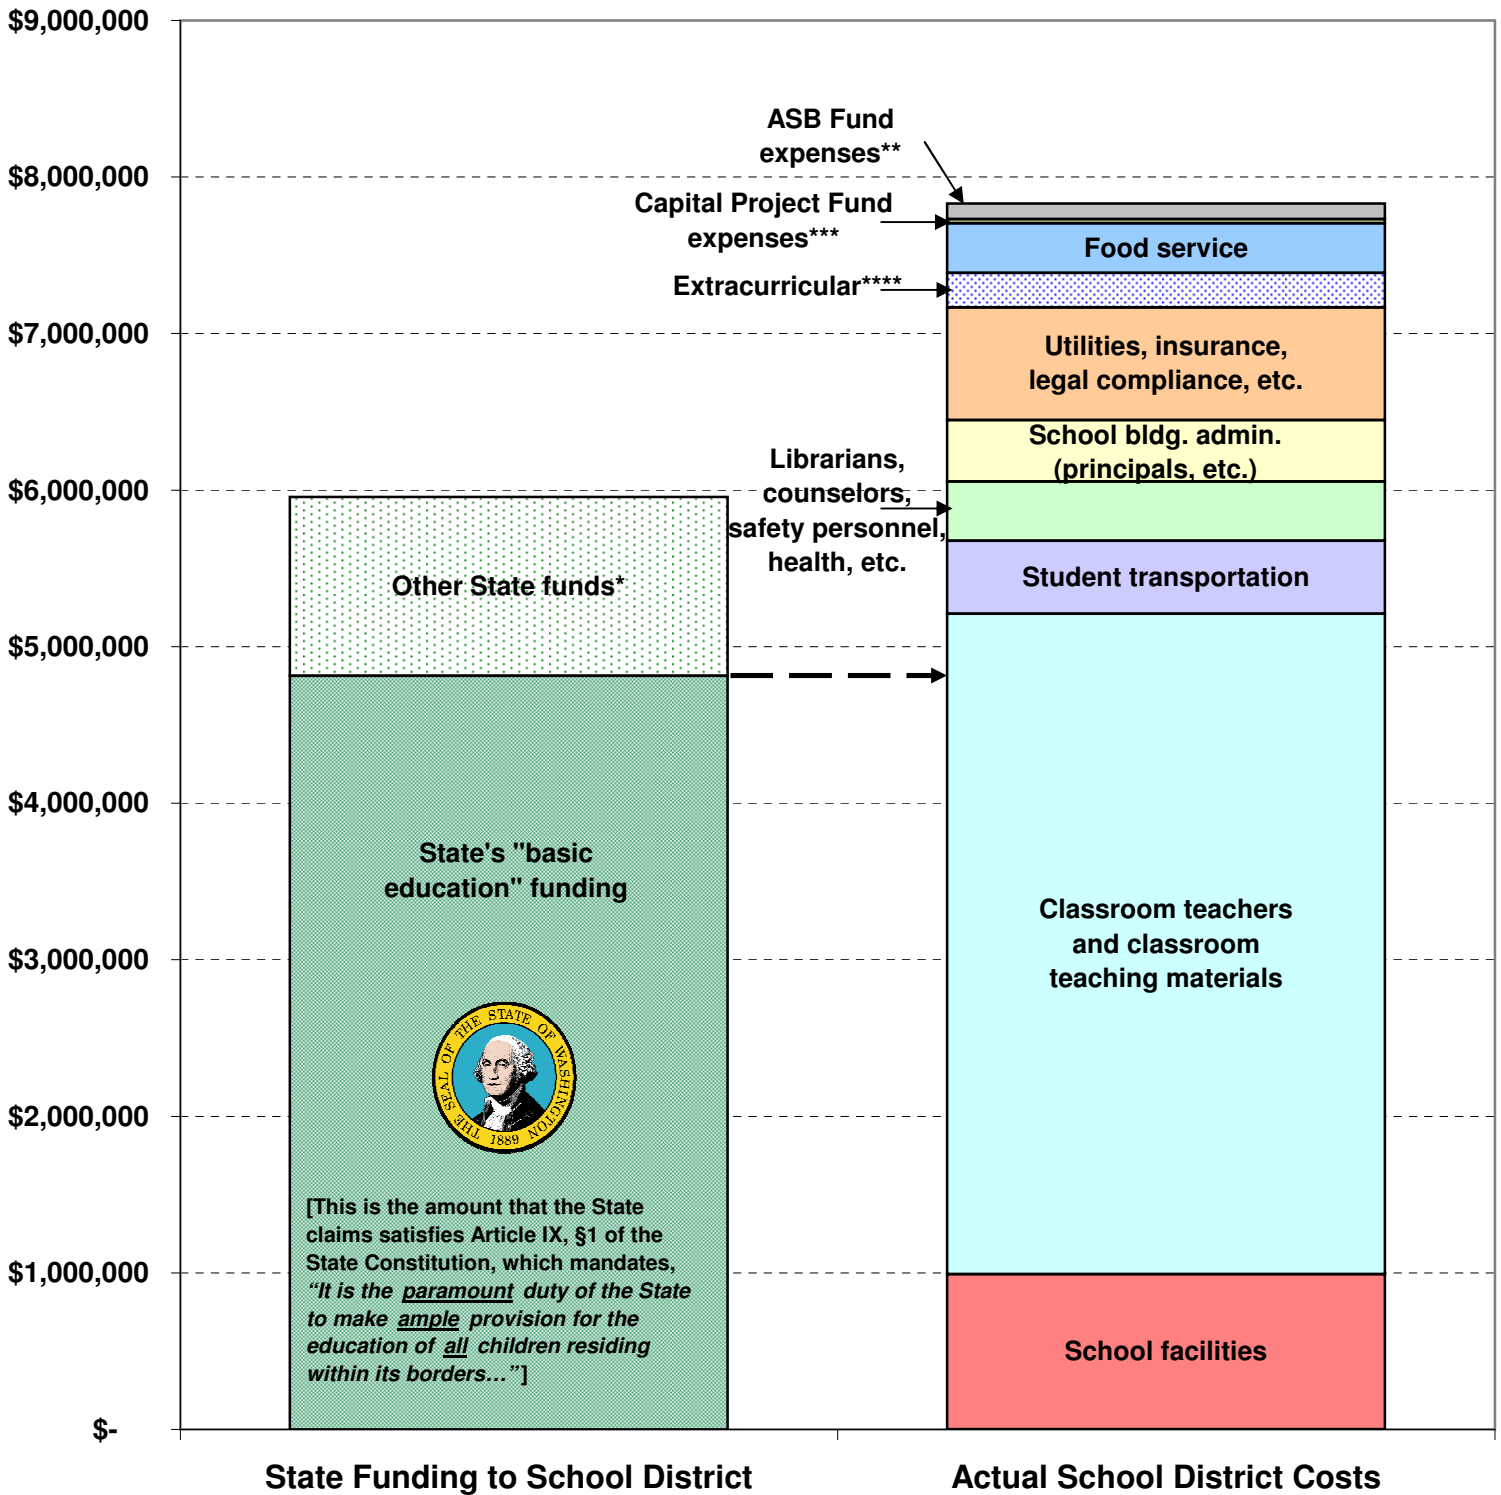 $9,000,000
$8,000,000
$7,000,000
$6,000,000
$5,000,000
$4,000,000
$3,000,000
$2,000,000
$1,000,000
$-
ASB Fund
expenses**
Capital Project Fund
expenses***
Extracurricular****
Librarians,
counselors,
safety personnel,
health, etc.
Other State funds*
State's "basic
education" funding
THE SEAL OF THE STATE OF WASHINGTON
1889
[This is the amount that the State
claims satisfies Article IX, §1 of the
State Constitution, which mandates,
“It is the paramount duty of the State
to make ample provision for the
education of all children residing
within its borders…”]
Food service
Utilities, insurance,
legal compliance, etc.
School bldg. admin.
(principals, etc.)
Student transportation
Classroom teachers
and classroom
teaching materials
School facilities
State Funding to School District
Actual School District Costs